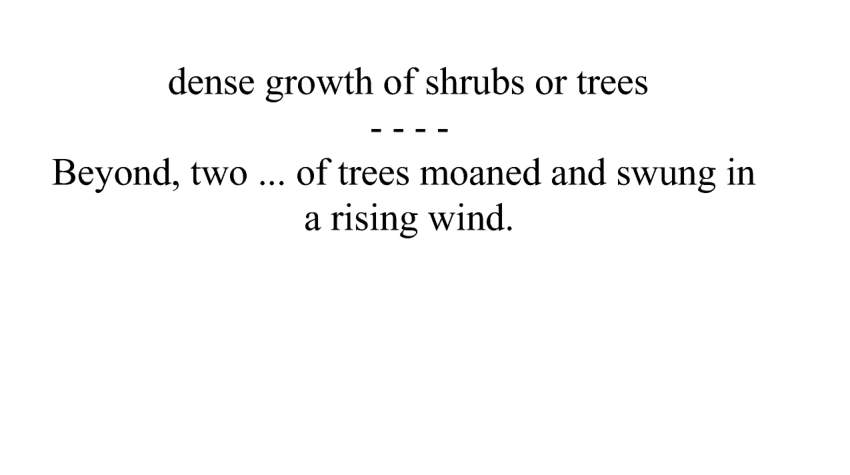 dense growth of shrubs or trees
- - - -
Beyond, two ... of trees moaned and swung in
a rising wind.